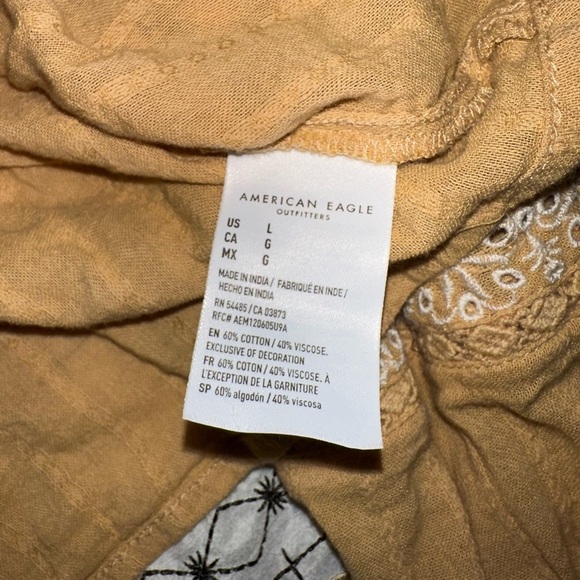 AMERICAN EAGLE
OUTFITTERS
US L
CA G
MX G
MADE IN INDIA / FABRIQUÉ EN INDE /
HECHO EN INDIA
RN 54485 / CA 03873
RFC# AEM120605U9A
EN 60% COTTON / 40% VISCOSE.
EXCLUSIVE OF DECORATION
FR 60% COTON / 40% VISCOSE. À
L'EXCEPTION DE LA GARNITURE
SP 60% algodón / 40% viscosa